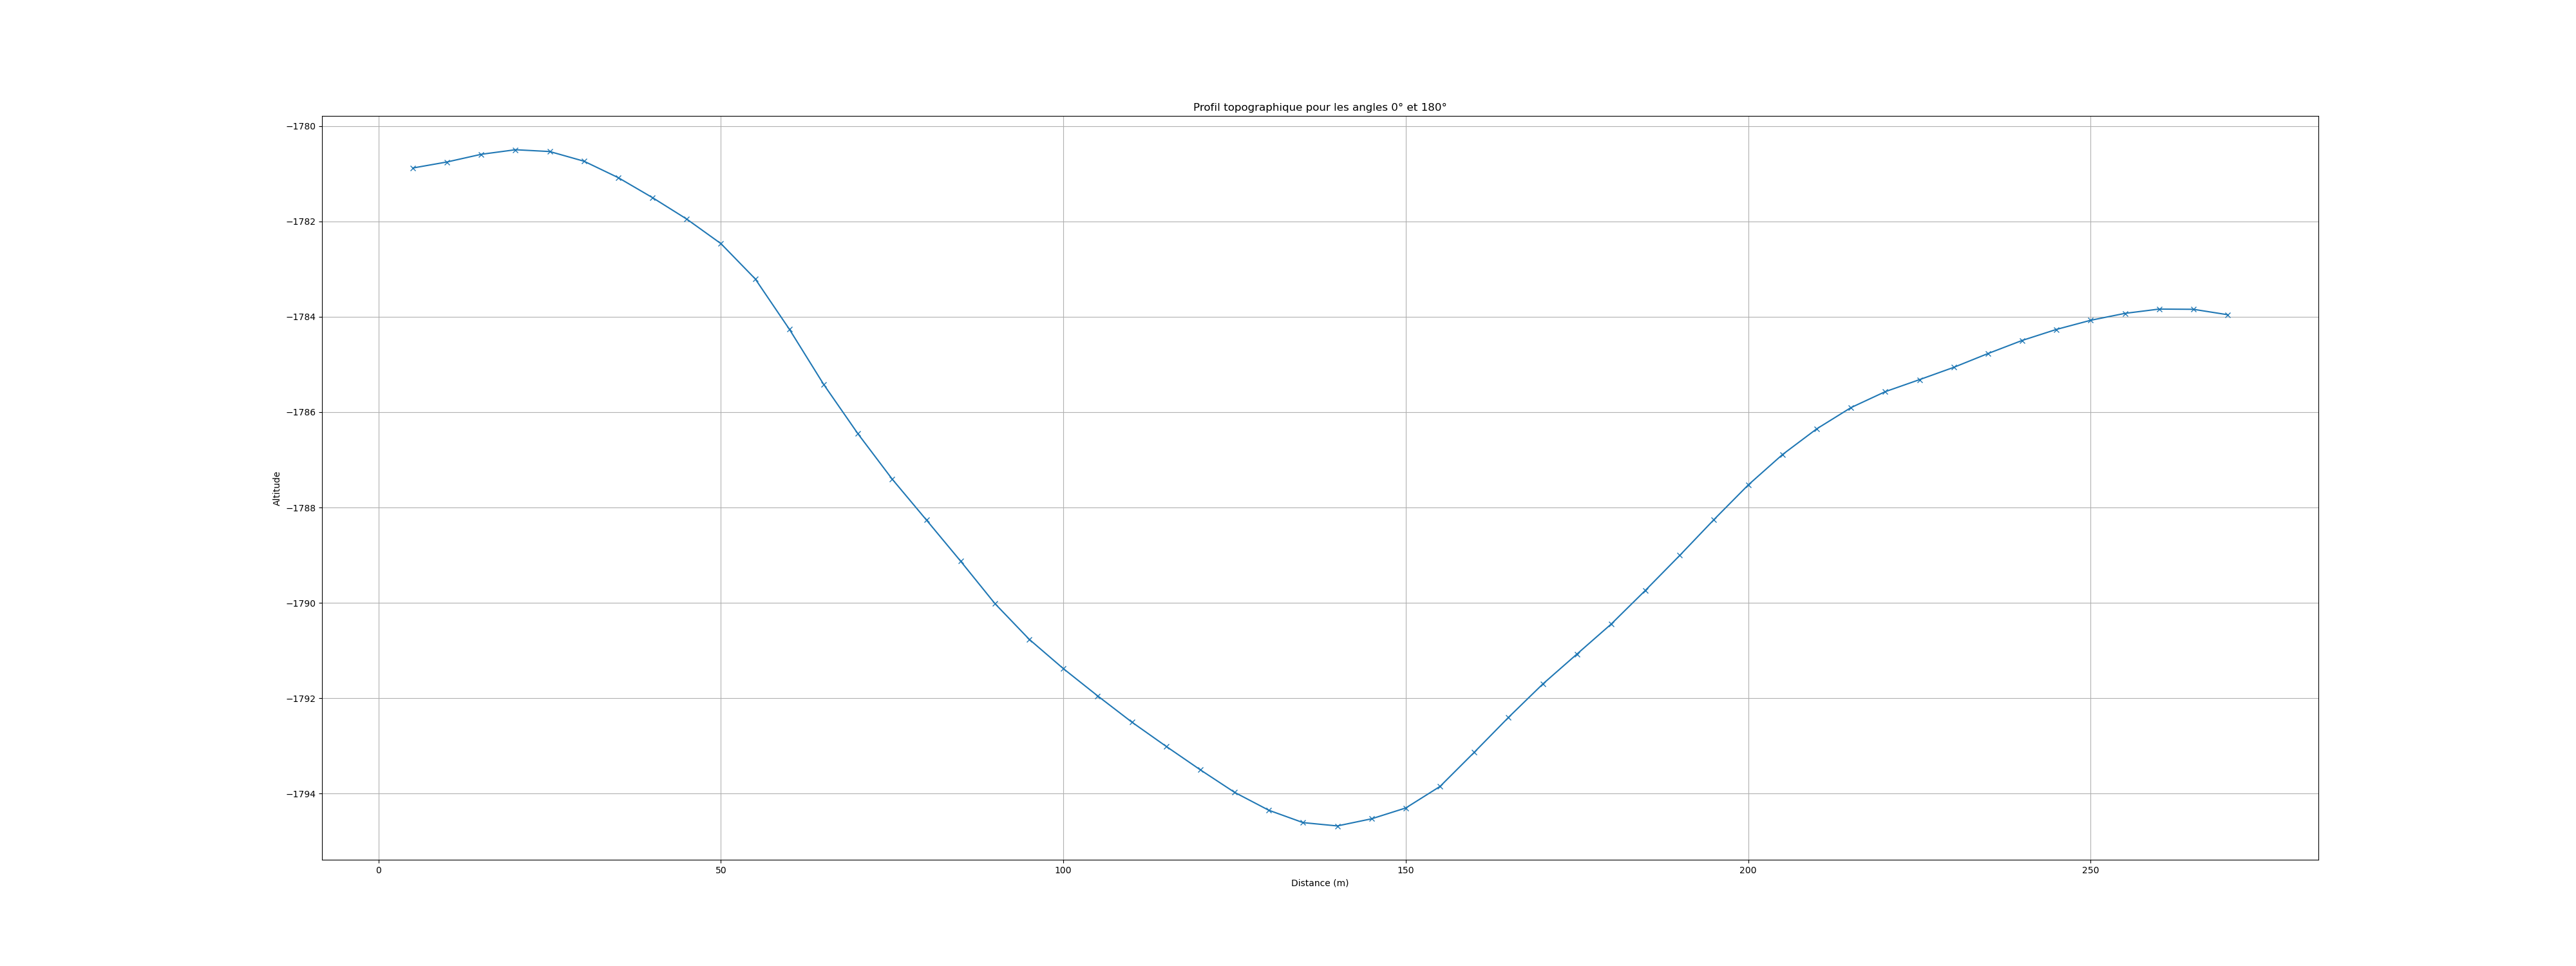 Profil topographique pour les angles 0° et 180°
−1780
−1782
−1784
−1786
−1788
−1790
−1792
−1794
Altitude
0 50 100 150 200 250
Distance (m)